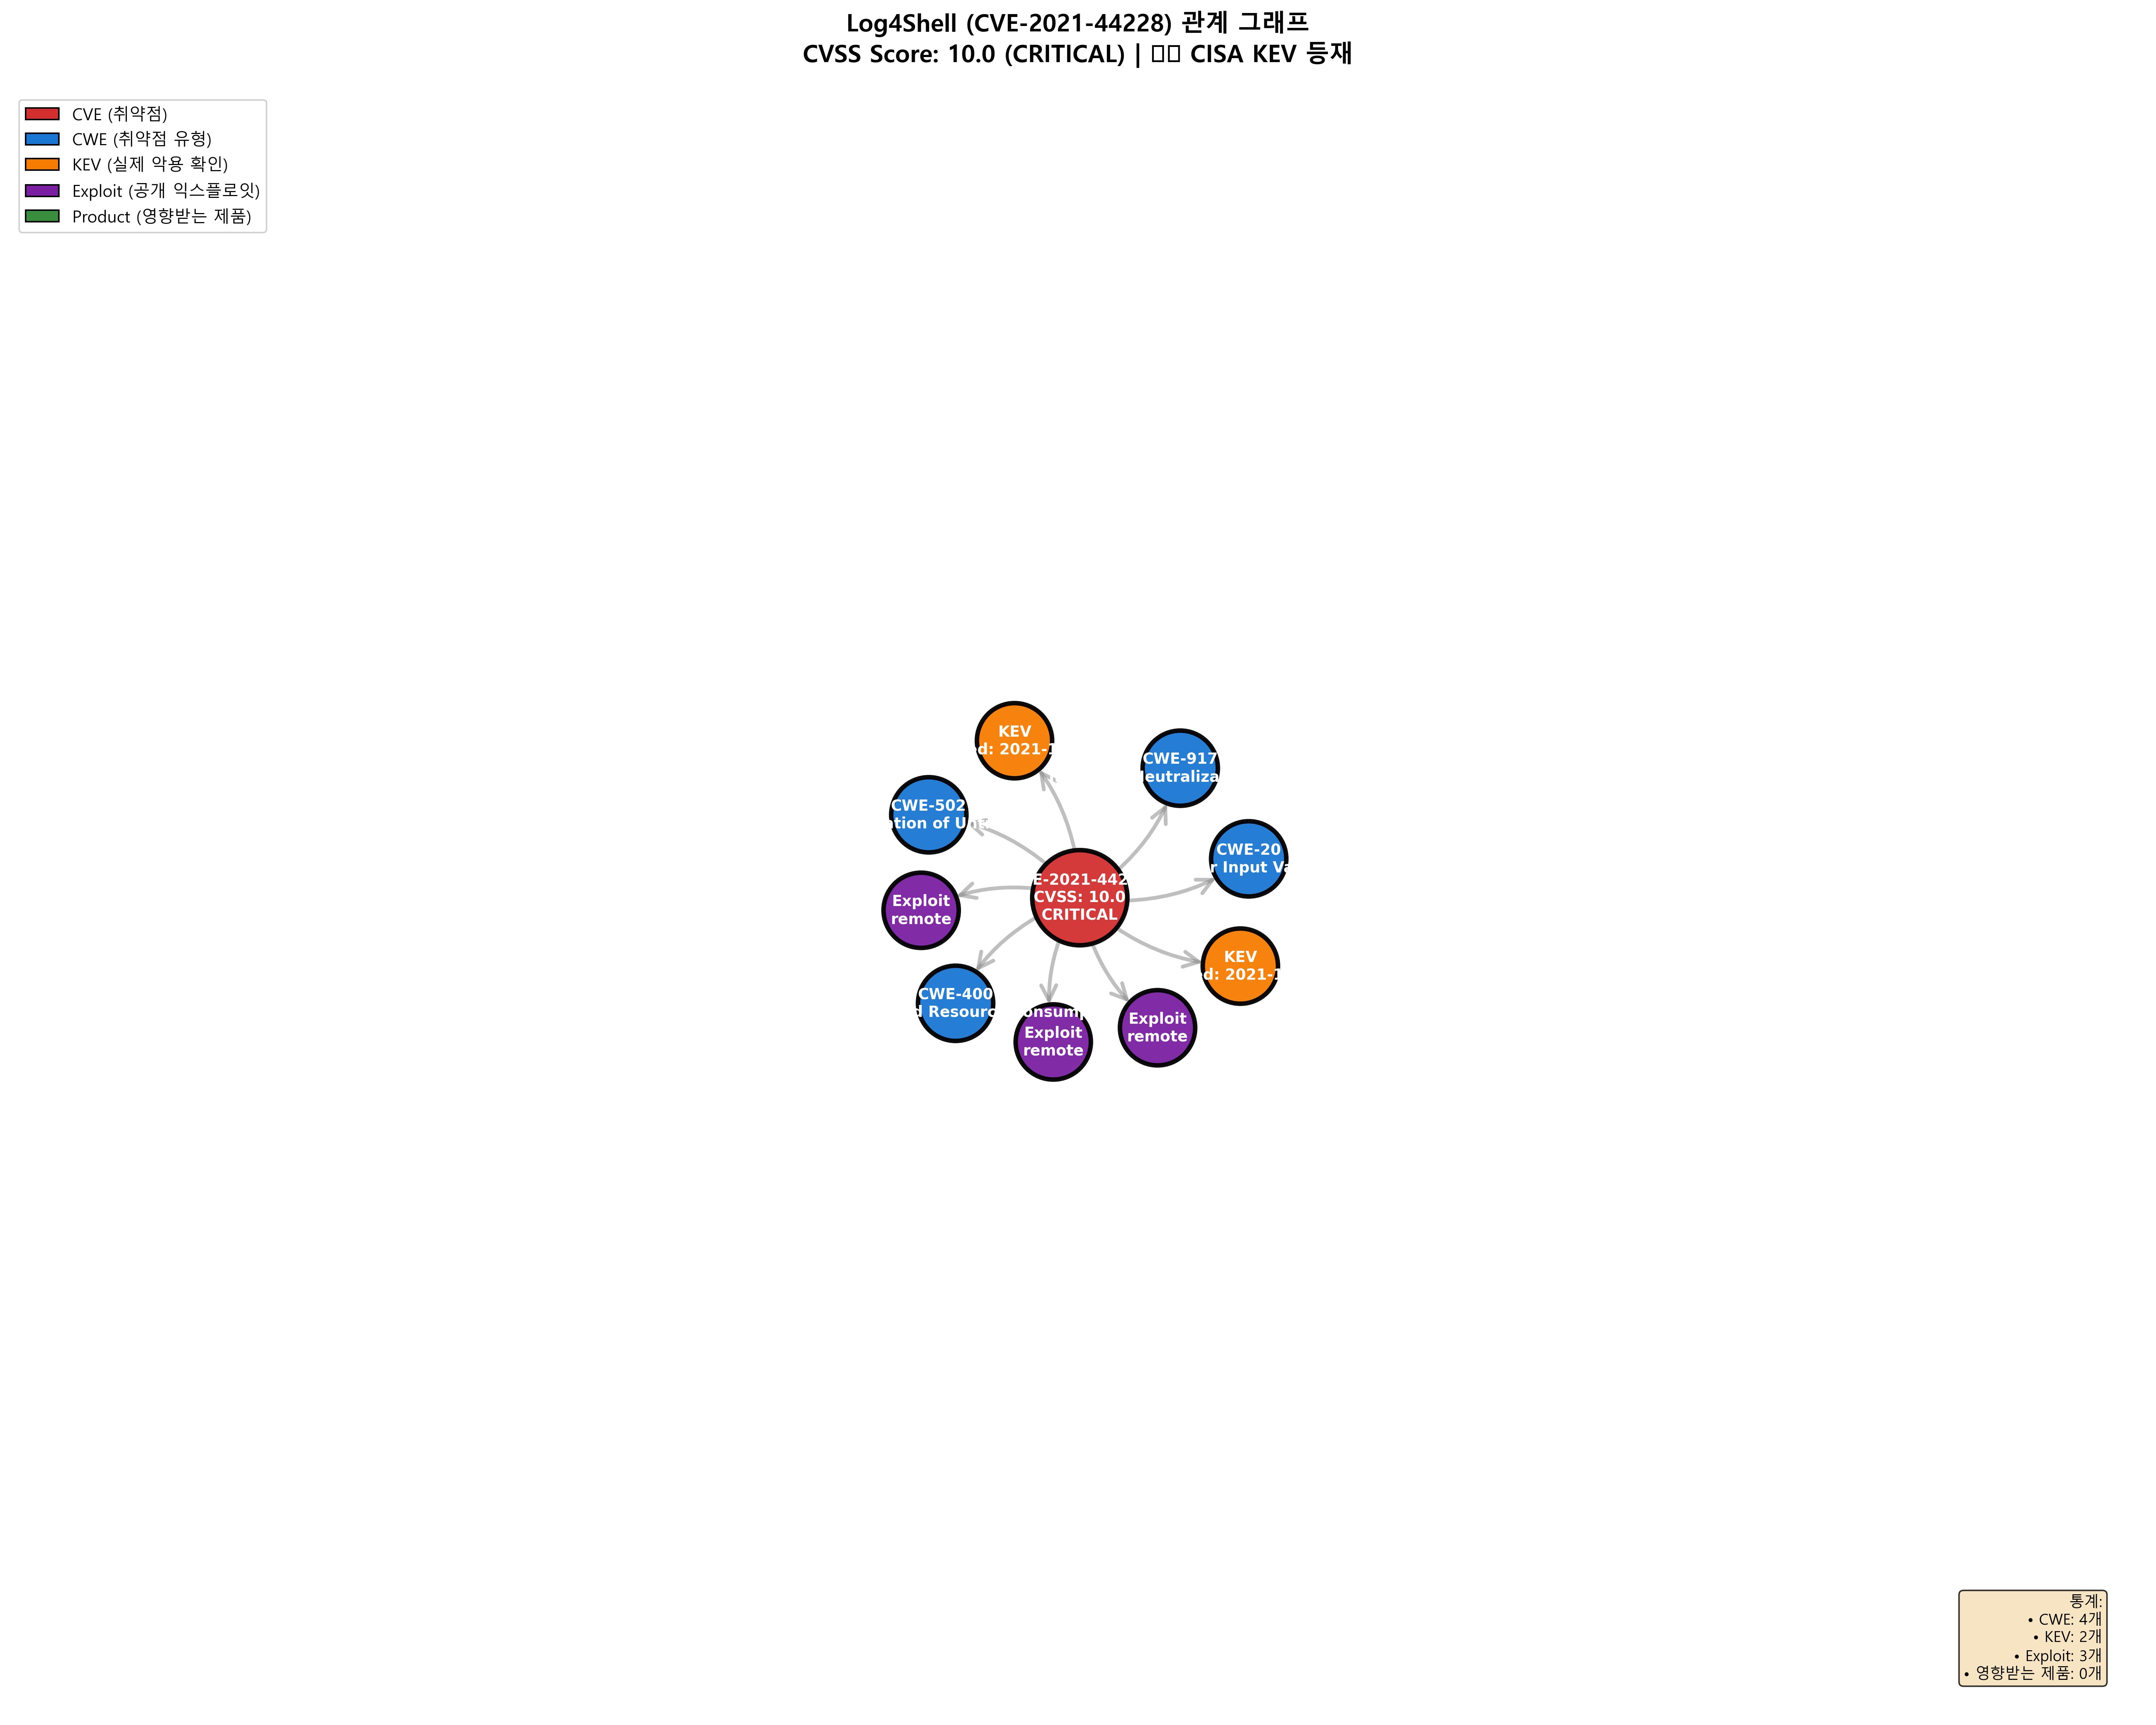 Log4Shell (CVE-2021-44228) 관계 그래프
CVSS Score: 10.0 (CRITICAL) | CISA KEV 등재
CVE (취약점)
CWE (취약점 유형)
KEV (실제 악용 확인)
Exploit (공개 익스플로잇)
Product (영향받는 제품)
KEV
ed: 2021-1
CWE-917
Neutraliza
CWE-502
ation of Unt
CWE-20
r Input Va
E-2021-442
CVSS: 10.0
CRITICAL
Exploit
remote
KEV
ed: 2021-1
CWE-400
d Resourc onsump
Exploit
remote
Exploit
remote
통계:
• CWE: 4개
• KEV: 2개
• Exploit: 3개
• 영향받는 제품: 0개